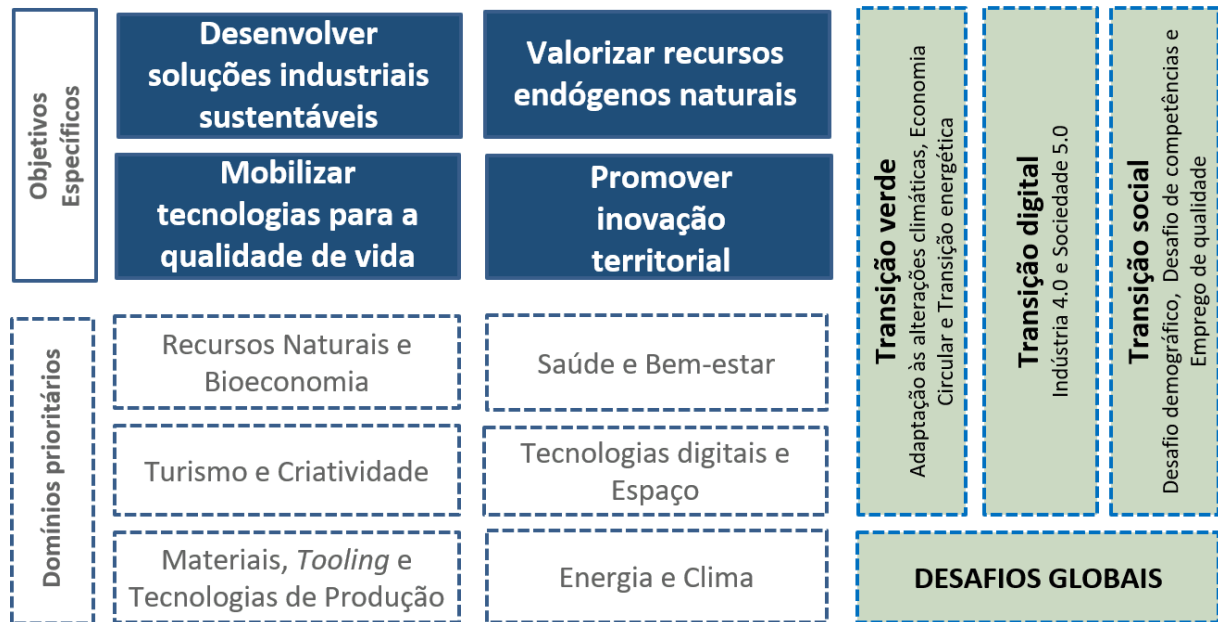 Objetivos
Específicos
Desenvolver
soluções industriais
sustentáveis
Valorizar recursos
endógenos naturais
Mobilizar
tecnologias para a
qualidade de vida
Promover
inovação
territorial
Domínios prioritários
Recursos Naturais e
Bioeconomia
Saúde e Bem-estar
Turismo e Criatividade
Tecnologias digitais e
Espaço
Materiais, Tooling e
Tecnologias de Produção
Energia e Clima
Transição verde
Adaptação às alterações climáticas, Economia
Circular e Transição energética
Transição digital
Indústria 4.0 e Sociedade 5.0
Transição social
Desafio demográfico, Desafio de competências e
Emprego de qualidade
DESAFIOS GLOBAIS